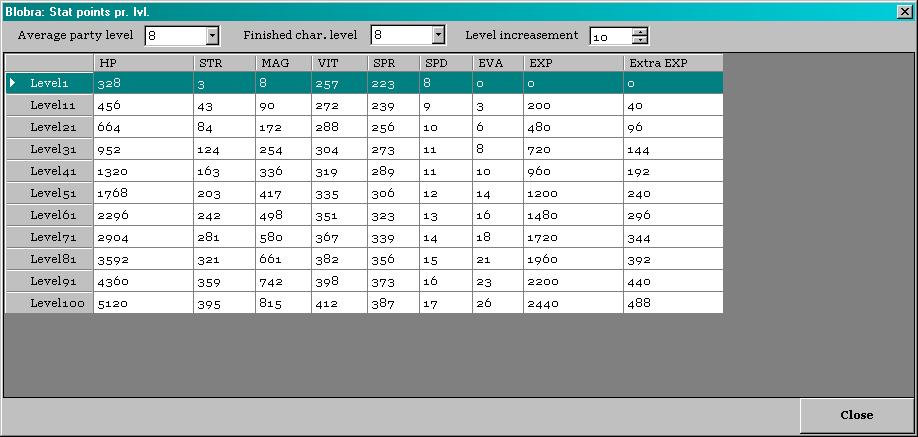 Blobra: Stat points pr. lvl.
Average party level 8 Finished char. level 8 Level increasement 10
HP STR MAG VIT SPR SPD EVA EXP Extra EXP
Level1 328 3 8 257 223 8 0 0 0
Level11 456 43 90 272 239 9 3 200 40
Level21 664 84 172 288 256 10 6 480 96
Level31 952 124 254 304 273 11 8 720 144
Level41 1320 163 336 319 289 11 10 960 192
Level51 1768 203 417 335 306 12 14 1200 240
Level61 2296 242 498 351 323 13 16 1480 296
Level71 2904 281 580 367 339 14 18 1720 344
Level81 3592 321 661 382 356 15 21 1960 392
Level91 4360 359 742 398 373 16 23 2200 440
Level100 5120 395 815 412 387 17 26 2440 488
Close